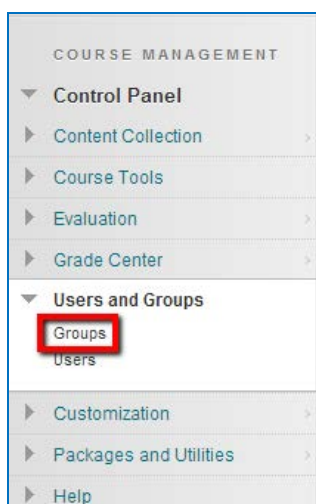 COURSE MANAGEMENT
Control Panel
Content Collection
Course Tools
Evaluation
Grade Center
Users and Groups
Groups
Users
Customization
Packages and Utilities
Help